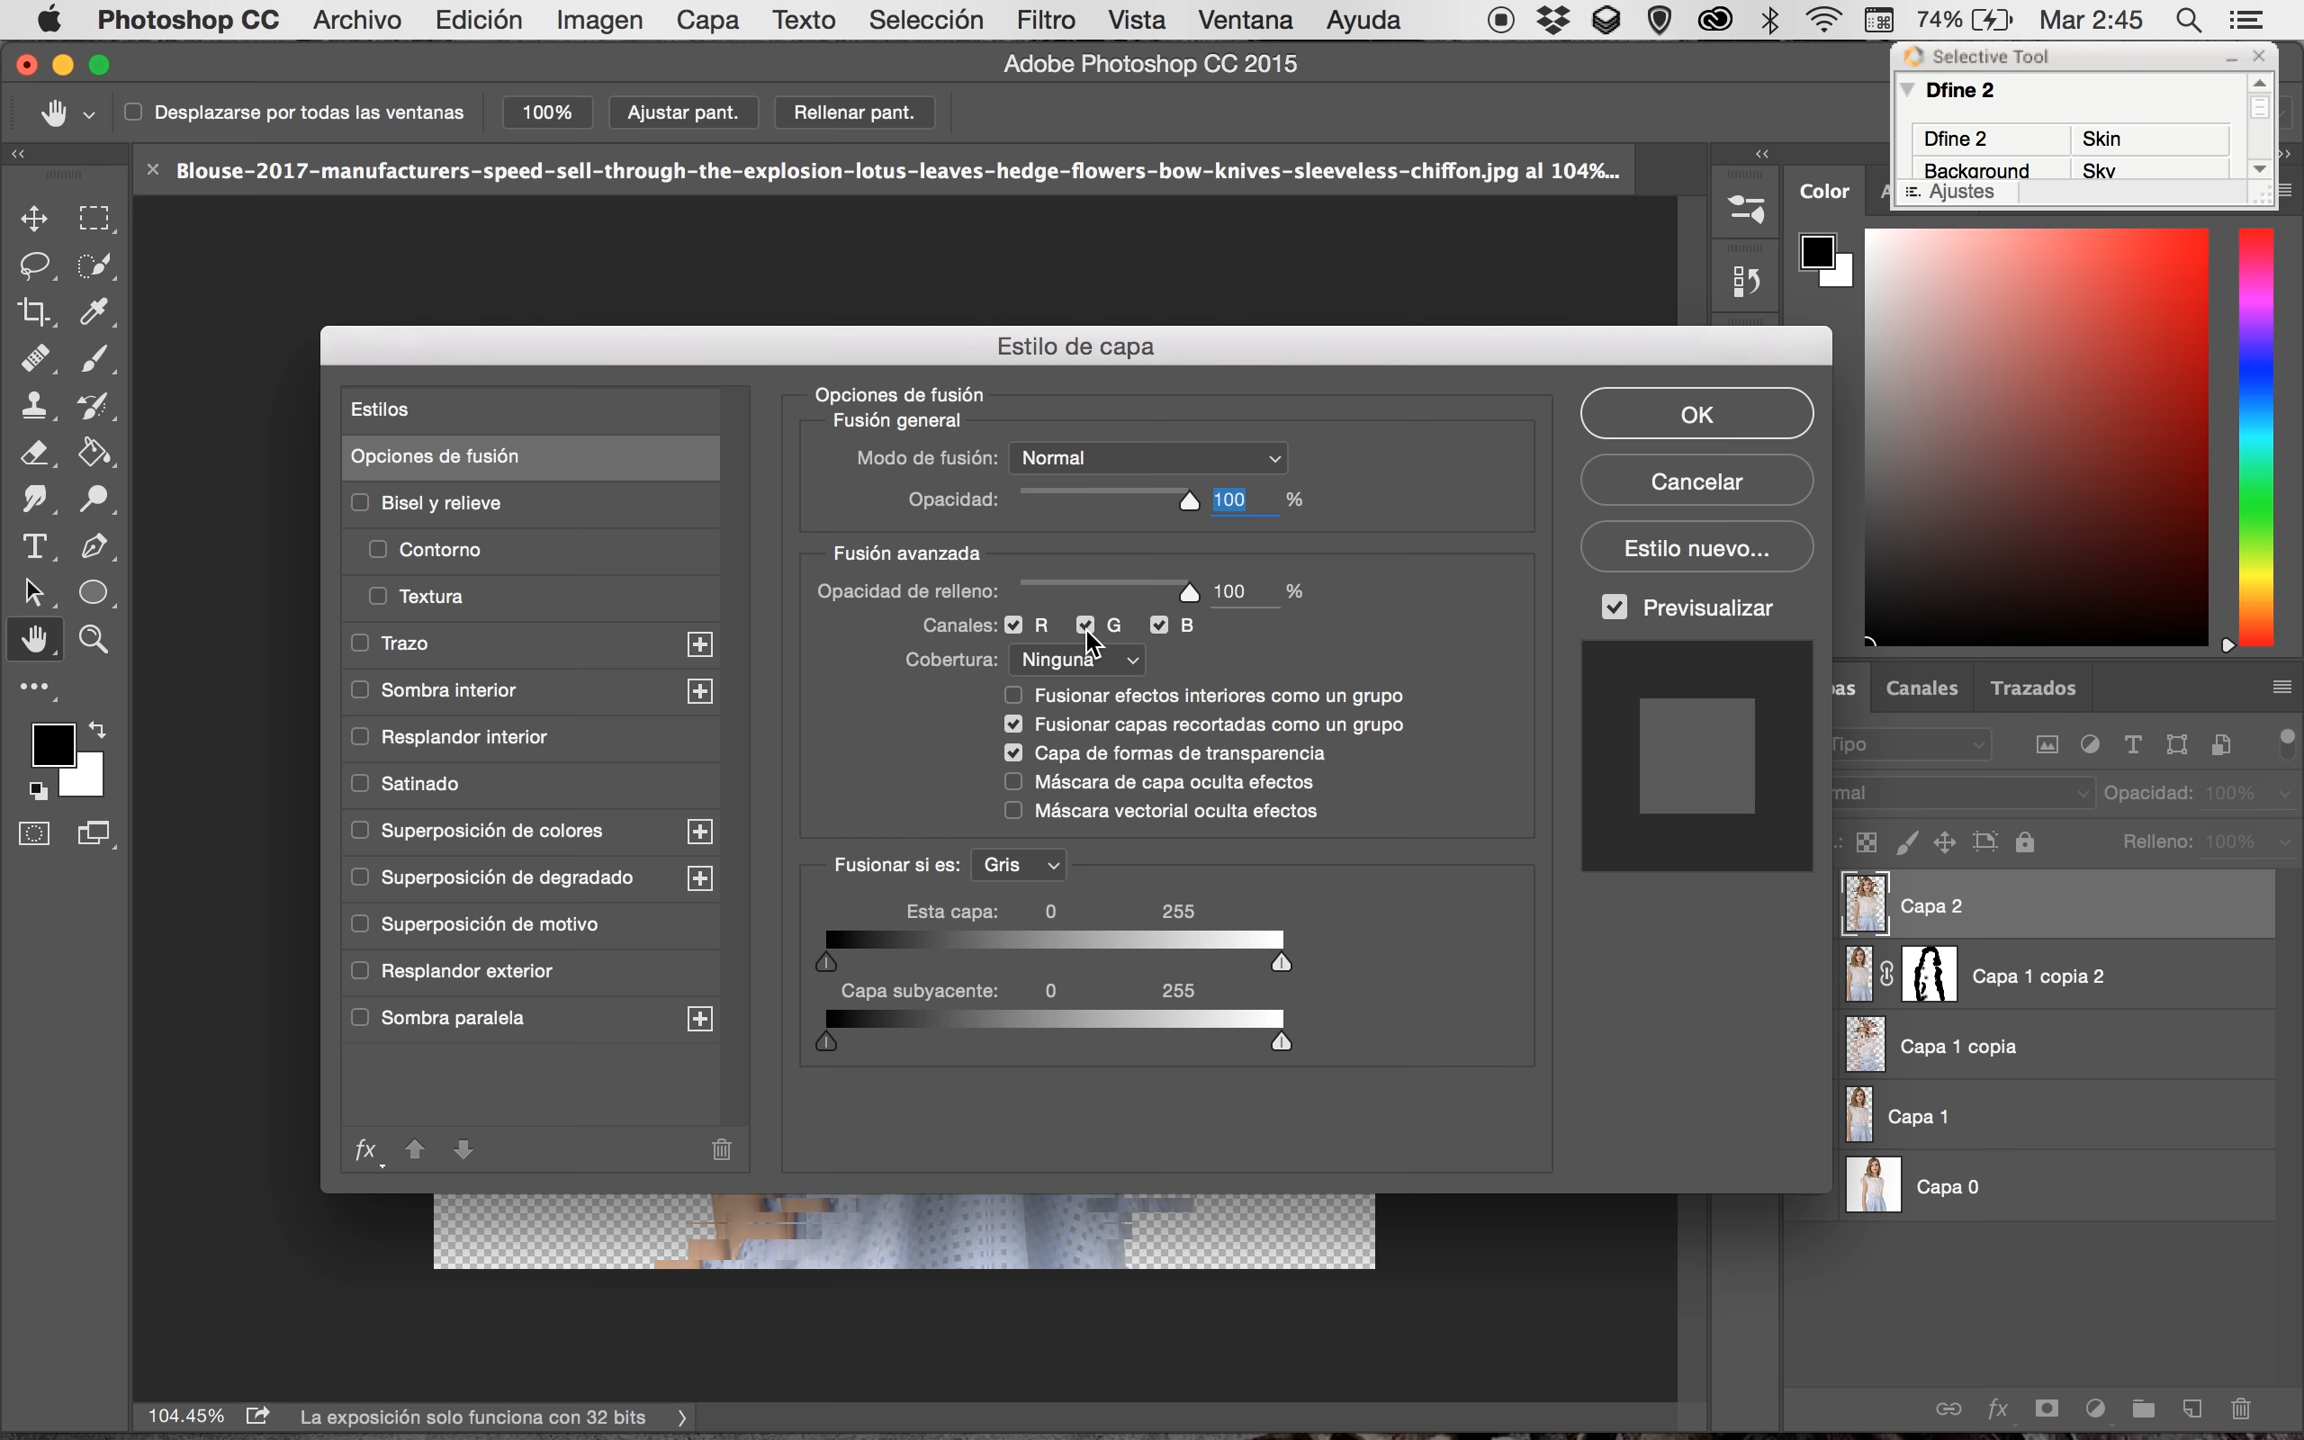 Photoshop CC Archivo Edición Imagen Capa Texto Selección Filtro Vista Ventana Ayuda 74% Mar 2:45
Adobe Photoshop CC 2015
Selective Tool
Dfine 2
Dfine 2 Skin
Background Sky
Ajustes
Desplazarse por todas las ventanas 100% Ajustar pant. Rellenar pant.
Blouse-2017-manufacturers-speed-sell-through-the-explosion-lotus-leaves-hedge-flowers-bow-knives-sleeveless-chiffon.jpg al 104%...
Color
Estilo de capa
Estilos
Opciones de fusión
Bisel y relieve
Contorno
Textura
Trazo
Sombra interior
Resplandor interior
Satinado
Superposición de colores
Superposición de degradado
Superposición de motivo
Resplandor exterior
Sombra paralela
fx
Opciones de fusión
Fusión general
Modo de fusión: Normal
Opacidad: 100 %
Fusión avanzada
Opacidad de relleno: 100 %
Canales: R G B
Cobertura: Ninguna
Fusionar efectos interiores como un grupo
Fusionar capas recortadas como un grupo
Capa de formas de transparencia
Máscara de capa oculta efectos
Máscara vectorial oculta efectos
Fusionar si es: Gris
Esta capa: 0 255
Capa subyacente: 0 255
OK
Cancelar
Estilo nuevo...
Previsualizar
Canales Trazados
Opacidad: 100%
Relleno: 100%
Capa 2
Capa 1 copia 2
Capa 1 copia
Capa 1
Capa 0
fx
104.45% La exposición solo funciona con 32 bits